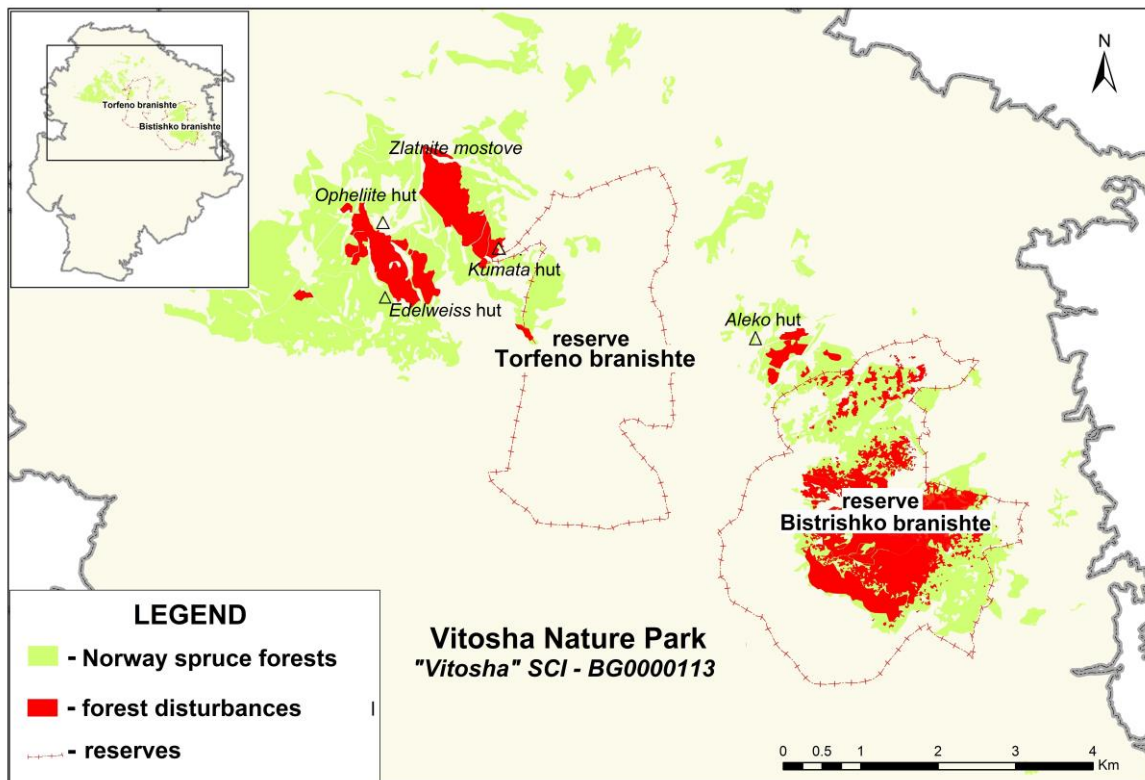 Torfeno branishte
Bistishko branishte
N
Zlatnite mostove
Opheliite hut
Kumata hut
Edelweiss hut
Aleko hut
reserve
Torfeno branishte
reserve
Bistrishko branishte
LEGEND
- Norway spruce forests
- forest disturbances
- reserves
Vitosha Nature Park
"Vitosha" SCI - BG0000113
0 0.5 1 2 3 4
Km